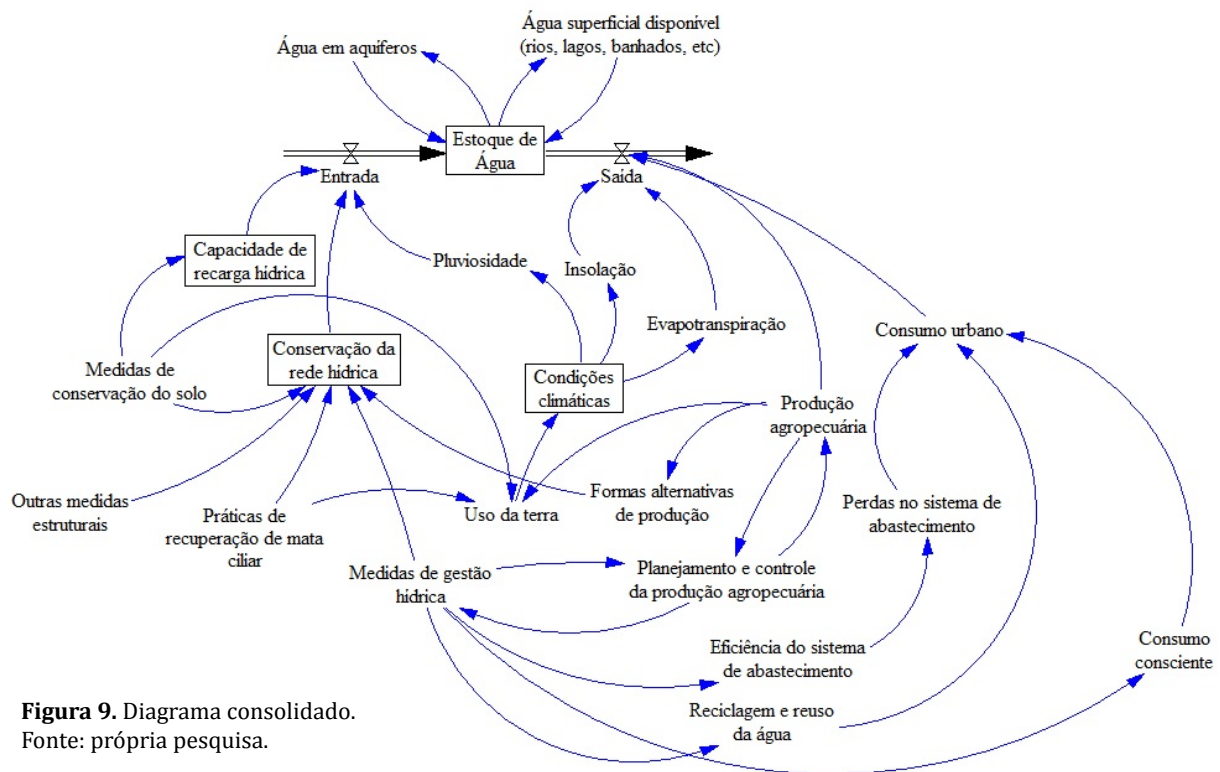 Água em aquíferos
Água superficial disponível
(rios, lagos, banhados, etc)
Estoque de
Água
Entrada
Saída
Capacidade de
recarga hídrica
Pluviosidade
Insolação
Evapotranspiração
Consumo urbano
Medidas de
conservação do solo
Conservação da
rede hídrica
Condições
climáticas
Produção
agropecuária
Outras medidas
estruturais
Práticas de
recuperação de mata
ciliar
Uso da terra
Formas alternativas
de produção
Perdas no sistema de
abastecimento
Medidas de gestão
hídrica
Planejamento e controle
da produção agropecuária
Eficiência do sistema
de abastecimento
Consumo
consciente
Reciclagem e reuso
da água
Figura 9. Diagrama consolidado.
Fonte: própria pesquisa.